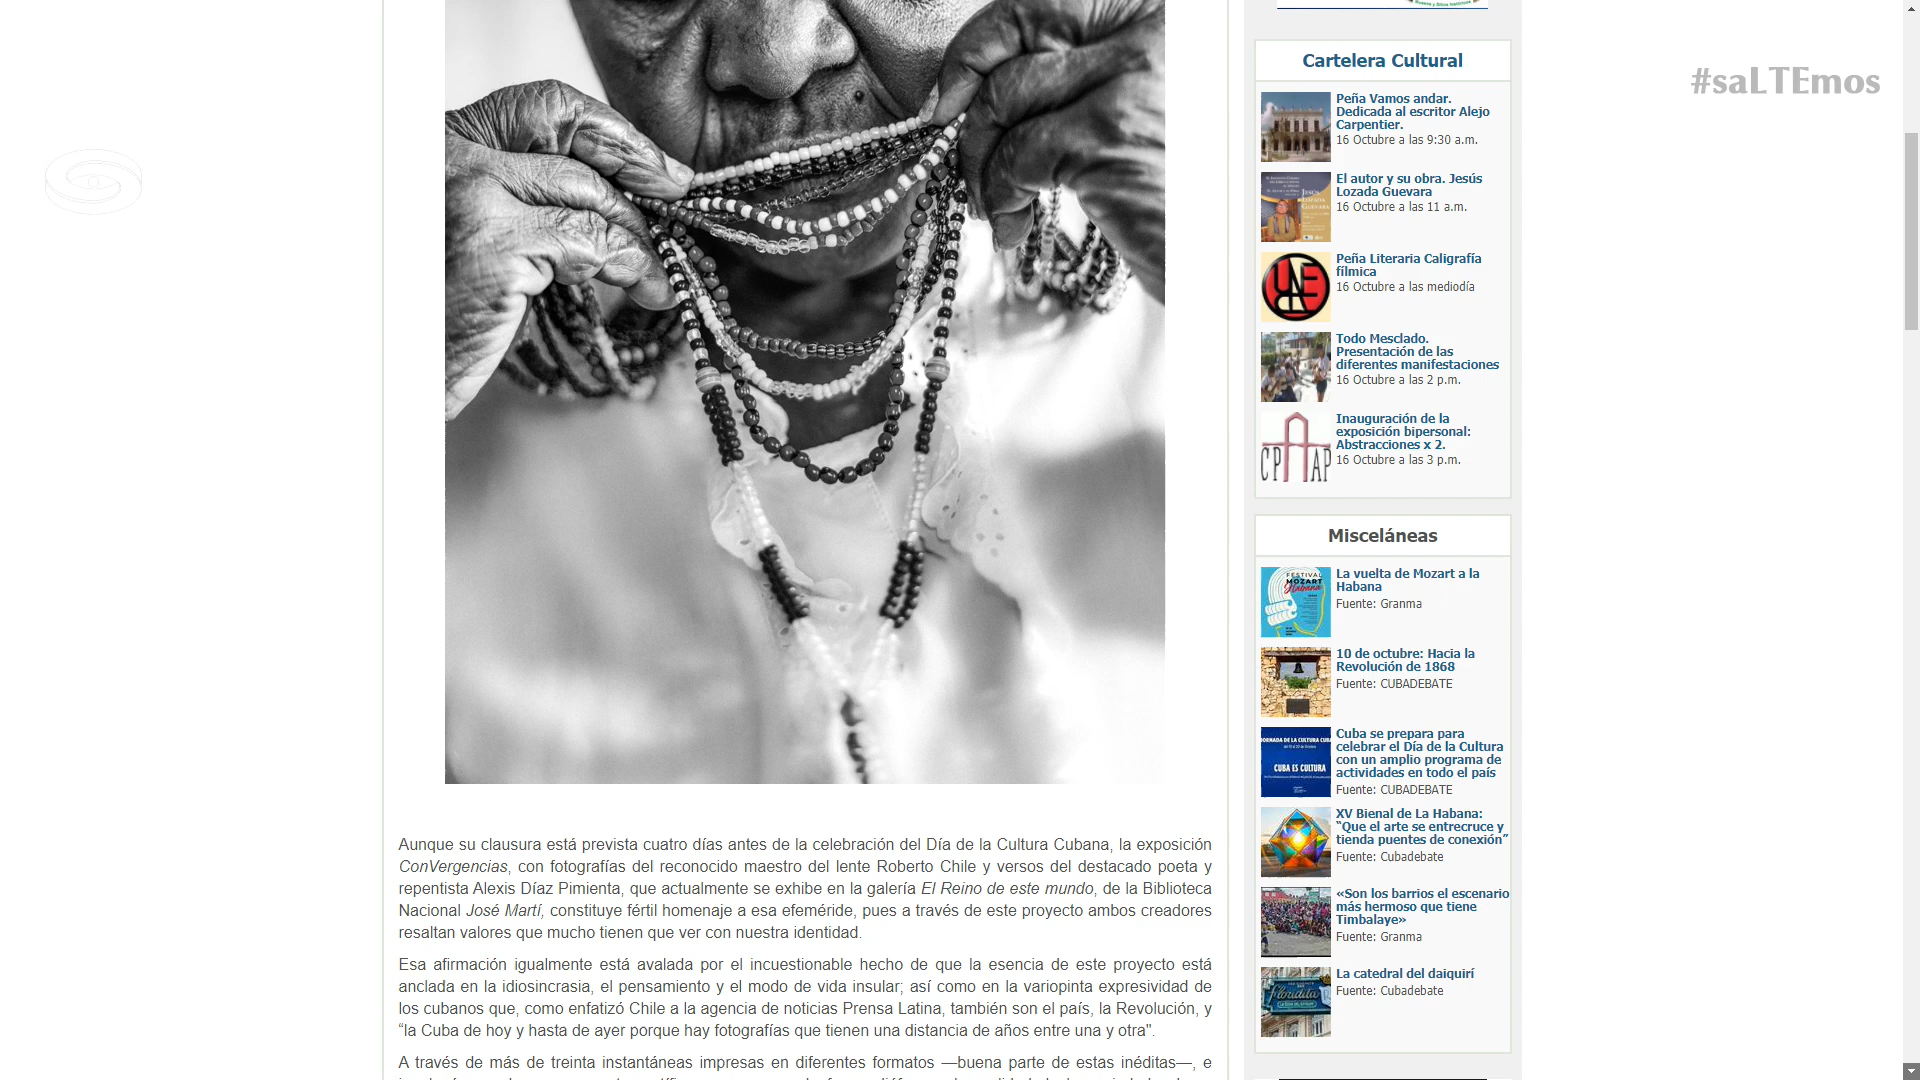 #saLTEmos
Aunque su clausura está prevista cuatro días antes de la celebración del Día de la Cultura Cubana, la exposición
ConVergencias, con fotografías del reconocido maestro del lente Roberto Chile y versos del destacado poeta y
repentista Alexis Díaz Pimienta, que actualmente se exhibe en la galería El Reino de este mundo, de la Biblioteca
Nacional José Martí, constituye fértil homenaje a esa efeméride, pues a través de este proyecto ambos creadores
resaltan valores que mucho tienen que ver con nuestra identidad.
Esa afirmación igualmente está avalada por el incuestionable hecho de que la esencia de este proyecto está
anclada en la idiosincrasia, el pensamiento y el modo de vida insular; así como en la variopinta expresividad de
los cubanos que, como enfatizó Chile a la agencia de noticias Prensa Latina, también son el país, la Revolución, y
“la Cuba de hoy y hasta de ayer porque hay fotografías que tienen una distancia de años entre una y otra".
A través de más de treinta instantáneas impresas en diferentes formatos —buena parte de estas inéditas—, e
Cartelera Cultural
Peña Vamos andar.
Dedicada al escritor Alejo
Carpentier.
16 Octubre a las 9:30 a.m.
El autor y su obra. Jesús
Lozada Guevara
16 Octubre a las 11 a.m.
Peña Literaria Caligrafía
fílmica
16 Octubre a las mediodía
Todo Mesclado.
Presentación de las
diferentes manifestaciones
16 Octubre a las 2 p.m.
CPAP
Inauguración de la
exposición bipersonal:
Abstracciones x 2.
16 Octubre a las 3 p.m.
Misceláneas
FESTIVAL
MOZART
Habana
La vuelta de Mozart a la
Habana
Fuente: Granma
10 de octubre: Hacia la
Revolución de 1868
Fuente: CUBADEBATE
CUBA ES CULTURA
Cuba se prepara para
celebrar el Día de la Cultura
con un amplio programa de
actividades en todo el país
Fuente: CUBADEBATE
XV Bienal de La Habana:
“Que el arte se entrecruce y
tienda puentes de conexión”
Fuente: Cubadebate
«Son los barrios el escenario
más hermoso que tiene
Timbalaye»
Fuente: Granma
Floridita
La catedral del daiquirí
Fuente: Cubadebate